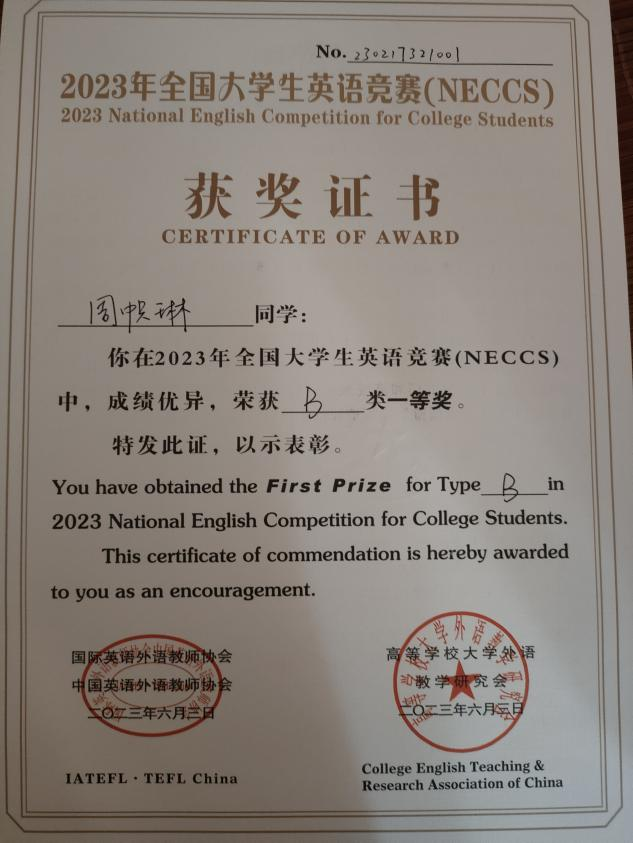 No. 230217321001
2023年全国大学生英语竞赛(NECCS)
2023 National English Competition for College Students
获奖证书
CERTIFICATE OF AWARD
周 琳 同学:
你在2023年全国大学生英语竞赛(NECCS)
中，成绩优异，荣获 B 类一等奖。
特发此证，以示表彰。
You have obtained the First Prize for Type B in
2023 National English Competition for College Students.
This certificate of commendation is hereby awarded
to you as an encouragement.
国际英语外语教师协会
中国英语外语教师协会
二〇二三年六月三日
IATEFL · TEFL China
高等学校大学外语
教学研究会
二〇二三年六月三日
College English Teaching &
Research Association of China